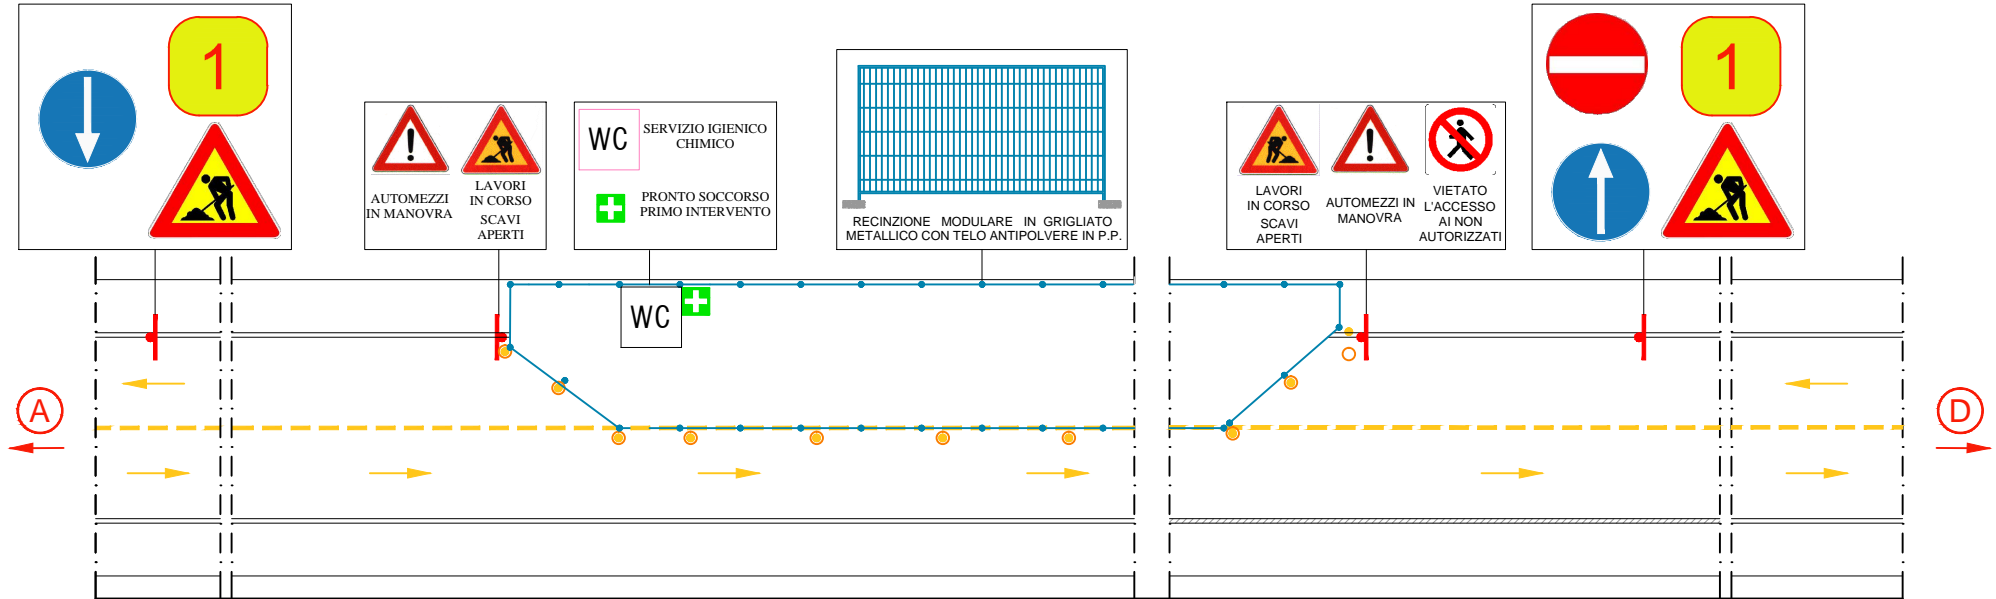 1
AUTOMEZZI
IN MANOVRA
LAVORI
IN CORSO
SCAVI
APERTI
WC
SERVIZIO IGIENICO
CHIMICO
PRONTO SOCCORSO
PRIMO INTERVENTO
RECINZIONE MODULARE IN GRIGLIATO
METALLICO CON TELO ANTIPOLVERE IN P.P.
LAVORI
IN CORSO
SCAVI
APERTI
AUTOMEZZI IN
MANOVRA
VIETATO
L'ACCESSO
AI NON
AUTORIZZATI
1
WC
A
D